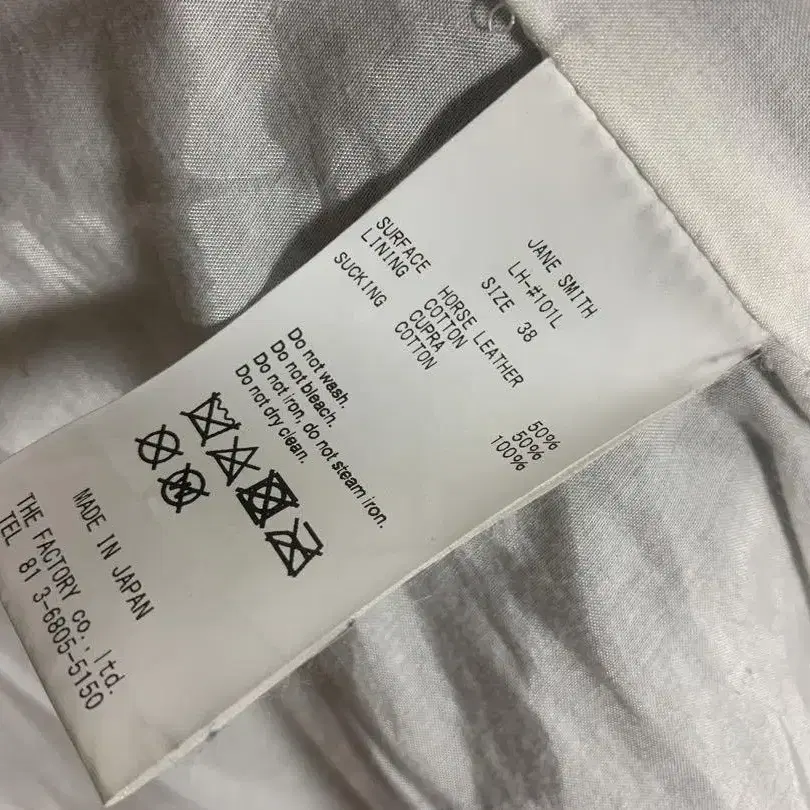 JANE SMITH
LH-#101L
SIZE 38
SURFACE HORSE LEATHER
LINING COTTON 50%
CUPRA 50%
SUCKING COTTON 100%
Do not wash.
Do not bleach.
Do not iron, do not steam iron.
Do not dry clean.
MADE IN JAPAN
THE FACTORY co., ltd.
TEL 81 3-6805-5150